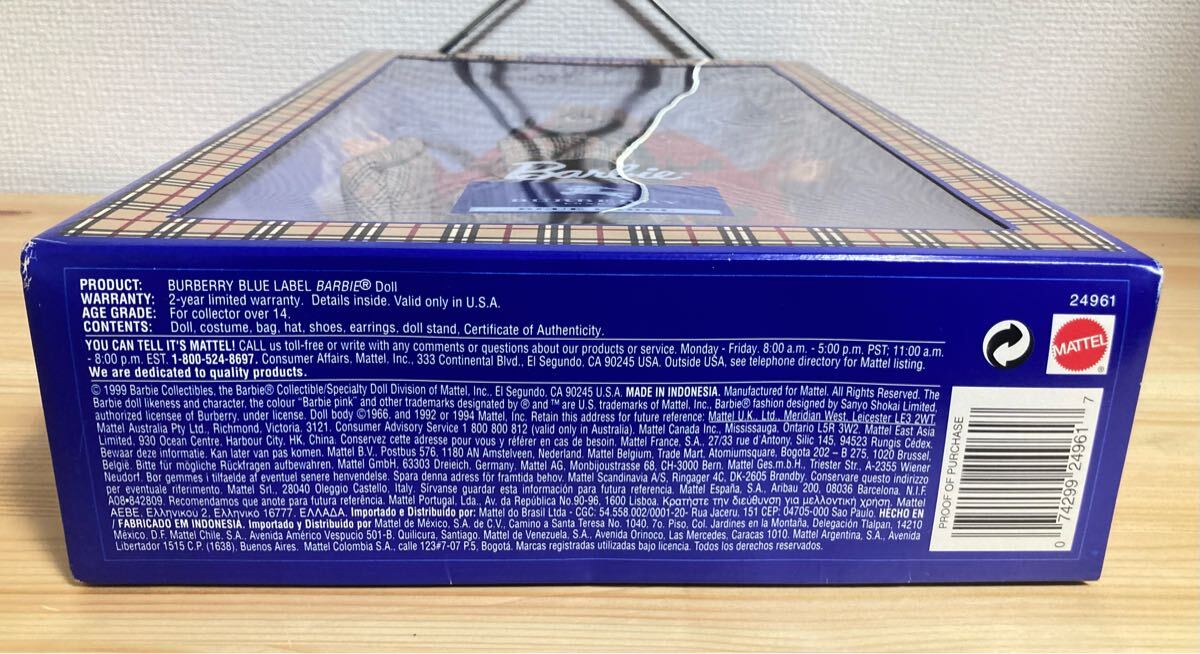 Barbie
BLUE LABEL
PRODUCT: BURBERRY BLUE LABEL BARBIE® Doll
WARRANTY: 2-year limited warranty. Details inside. Valid only in U.S.A.
AGE GRADE: For collector over 14.
CONTENTS: Doll, costume, bag, hat, shoes, earrings, doll stand, Certificate of Authenticity.
24961
YOU CAN TELL IT'S MATTEL! CALL us toll-free or write with any comments or questions about our products or service. Monday - Friday. 8:00 a.m. - 5:00 p.m. PST; 11:00 a.m.
- 8:00 p.m. EST. 1-800-524-8697. Consumer Affairs, Mattel, Inc., 333 Continental Blvd., El Segundo, CA 90245 USA. Outside USA, see telephone directory for Mattel listing.
We are dedicated to quality products.
MATTEL®
© 1999 Barbie Collectibles, the Barbie® Collectible/Specialty Doll Division of Mattel, Inc., El Segundo, CA 90245 U.S.A. MADE IN INDONESIA. Manufactured for Mattel. All Rights Reserved. The
Barbie doll likeness and character, the colour "Barbie pink" and other trademarks designated by ® and ™ are U.S. trademarks of Mattel, Inc., Barbie® fashion designed by Sanyo Shokai Limited,
authorized licensee of Burberry, under license. Doll body ©1966, and 1992 or 1994 Mattel, Inc. Retain this address for future reference: Mattel U.K., Ltd., Meridian West, Leicester LE3 2WT.
Mattel Australia Pty Ltd., Richmond, Victoria. 3121. Consumer Advisory Service 1 800 800 812 (valid only in Australia). Mattel Canada Inc., Mississauga, Ontario L5R 3W2. Mattel East Asia
Limited, 930 Ocean Centre, Harbour City, HK, China. Conservez cette adresse pour vous y référer en cas de besoin. Mattel France, S.A., 27/33 rue d'Antony, Silic 145, 94523 Rungis Cédex.
Bewaar deze informatie. Kan later van pas komen. Mattel B.V., Postbus 576, 1180 AN Amstelveen, Nederland. Mattel Belgium, Trade Mart, Atomiumsquare, Bogota 202 – B 275, 1020 Brussel,
België. Bitte für mögliche Rückfragen aufbewahren. Mattel GmbH, 63303 Dreieich, Germany. Mattel AG, Monbijoustrasse 68, CH-3000 Bern. Mattel Ges.m.b.H., Triester Str., A-2355 Wiener
Neudorf. Bør gemmes i tilfælde af eventuel senere henvendelse. Spara denna adress för framtida behov. Mattel Scandinavia A/S, Ringager 4C, DK-2605 Brøndby. Conservare questo indirizzo
per eventuale riferimento. Mattel Srl., 28040 Oleggio Castello, Italy. Sírvanse guardar esta información para futura referencia. Mattel España, S.A., Aribau 200, 08036 Barcelona. N.I.F.
A08•842809. Recomendamos que anote para futura referência. Mattel Portugal, Lda., Av. da República No.90-96, 1600 Lisboa. Κρατήστε την διεύθυνση για μελλοντική χρήση. Mattel
AEBE, Ελληνικού 2, Ελληνικό 16777, ΕΛΛΑΔΑ. Importado e Distribuido por: Mattel do Brasil Ltda - CGC: 54.558.002/0001-20- Rua Jaceru, 151 CEP: 04705-000 Sao Paulo. HECHO EN
/ FABRICADO EM INDONESIA. Importado y Distribuido por Mattel de México, S.A. de C.V., Camino a Santa Teresa No. 1040, 7o. Piso, Col. Jardines en la Montaña, Delegación Tlalpan, 14210
México, D.F. Mattel Chile, S.A., Avenida Américo Vespucio 501-B, Quilicura, Santiago. Mattel de Venezuela, S.A., Avenida Orinoco, Las Mercedes, Caracas 1010. Mattel Argentina, S.A., Avenida
Libertador 1515 C.P. (1638), Buenos Aires. Mattel Colombia S.A., calle 123#7-07 P.5, Bogotá. Marcas registradas utilizadas bajo licencia. Todos los derechos reservados.
PROOF OF PURCHASE
0 74299 24961 7